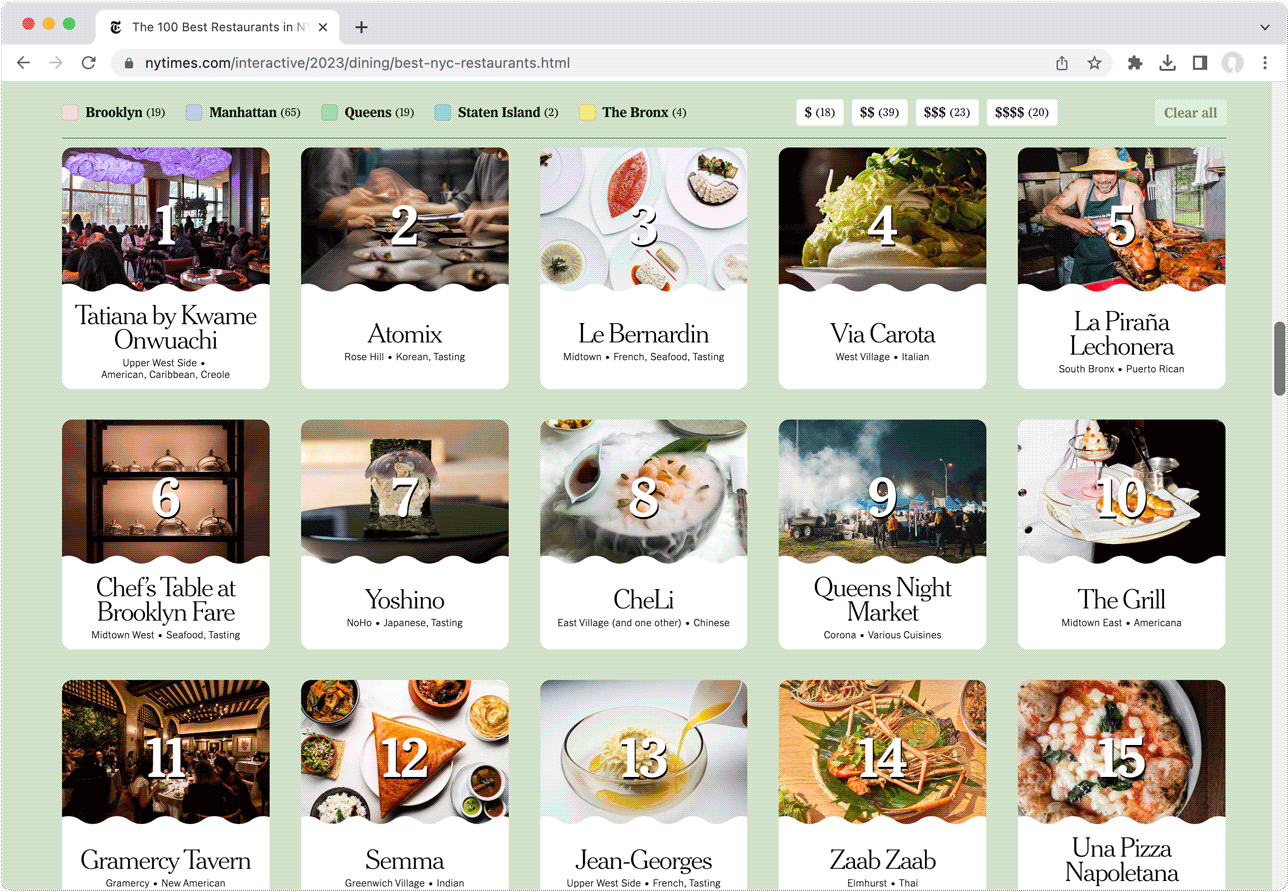 The 100 Best Restaurants in N
nytimes.com/interactive/2023/dining/best-nyc-restaurants.html
Brooklyn (19) Manhattan (65) Queens (19) Staten Island (2) The Bronx (4) $ (18) $$ (39) $$$ (23) $$$$ (20) Clear all
1
Tatiana by Kwame
Onwuachi
Upper West Side •
American, Caribbean, Creole
2
Atomix
Rose Hill • Korean, Tasting
3
Le Bernardin
Midtown • French, Seafood, Tasting
4
Via Carota
West Village • Italian
5
La Piraña
Lechonera
South Bronx • Puerto Rican
6
Chef's Table at
Brooklyn Fare
Midtown West • Seafood, Tasting
7
Yoshino
NoHo • Japanese, Tasting
8
CheLi
East Village (and one other) • Chinese
9
Queens Night
Market
Corona • Various Cuisines
10
The Grill
Midtown East • Americana
11
Gramercy Tavern
Gramercy • New American
12
Semma
Greenwich Village • Indian
13
Jean-Georges
Upper West Side • French, Tasting
14
Zaab Zaab
Elmhurst • Thai
15
Una Pizza
Napoletana